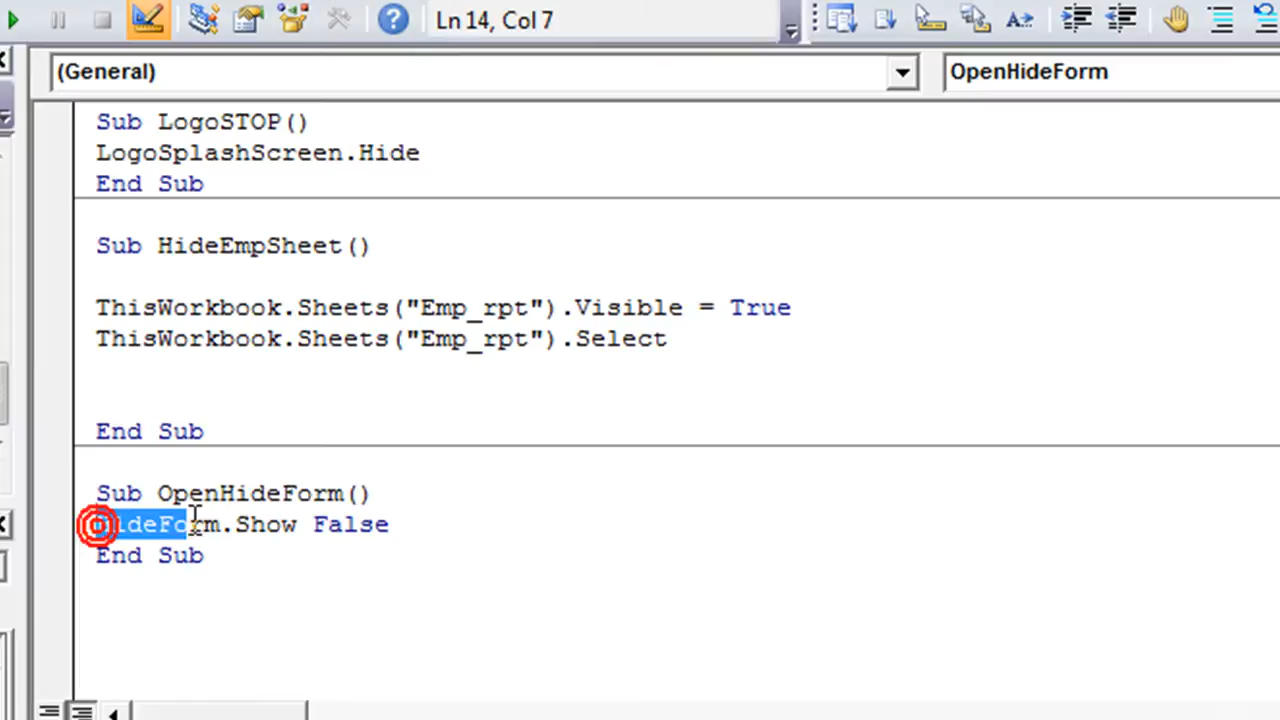 Ln 14, Col 7
(General)
OpenHideForm
Sub LogoSTOP()
LogoSplashScreen.Hide
End Sub
Sub HideEmpSheet()
ThisWorkbook.Sheets("Emp_rpt").Visible = True
ThisWorkbook.Sheets("Emp_rpt").Select
End Sub
Sub OpenHideForm()
HideForm.Show False
End Sub